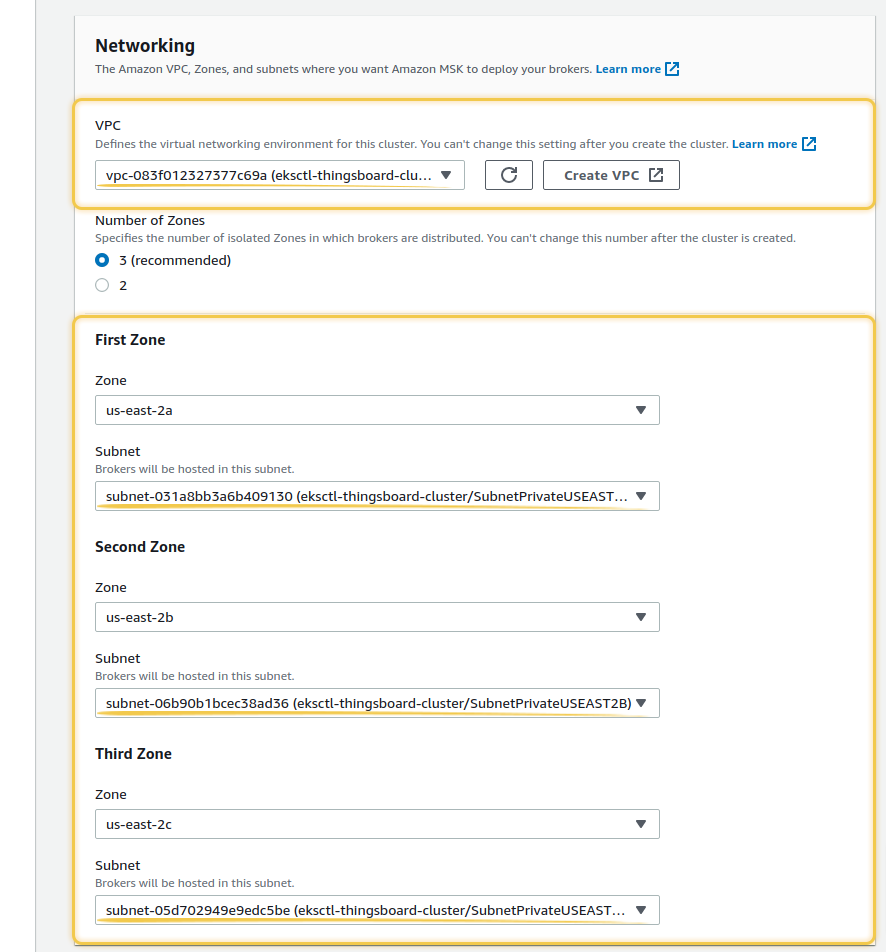 Networking
The Amazon VPC, Zones, and subnets where you want Amazon MSK to deploy your brokers. Learn more
VPC
Defines the virtual networking environment for this cluster. You can't change this setting after you create the cluster. Learn more
vpc-083f012327377c69a (eksctl-thingsboard-clu...
Create VPC
Number of Zones
Specifies the number of isolated Zones in which brokers are distributed. You can't change this number after the cluster is created.
3 (recommended)
2
First Zone
Zone
us-east-2a
Subnet
Brokers will be hosted in this subnet.
subnet-031a8bb3a6b409130 (eksctl-thingsboard-cluster/SubnetPrivateUSEAST...
Second Zone
Zone
us-east-2b
Subnet
Brokers will be hosted in this subnet.
subnet-06b90b1bcec38ad36 (eksctl-thingsboard-cluster/SubnetPrivateUSEAST2B)
Third Zone
Zone
us-east-2c
Subnet
Brokers will be hosted in this subnet.
subnet-05d702949e9edc5be (eksctl-thingsboard-cluster/SubnetPrivateUSEAST...